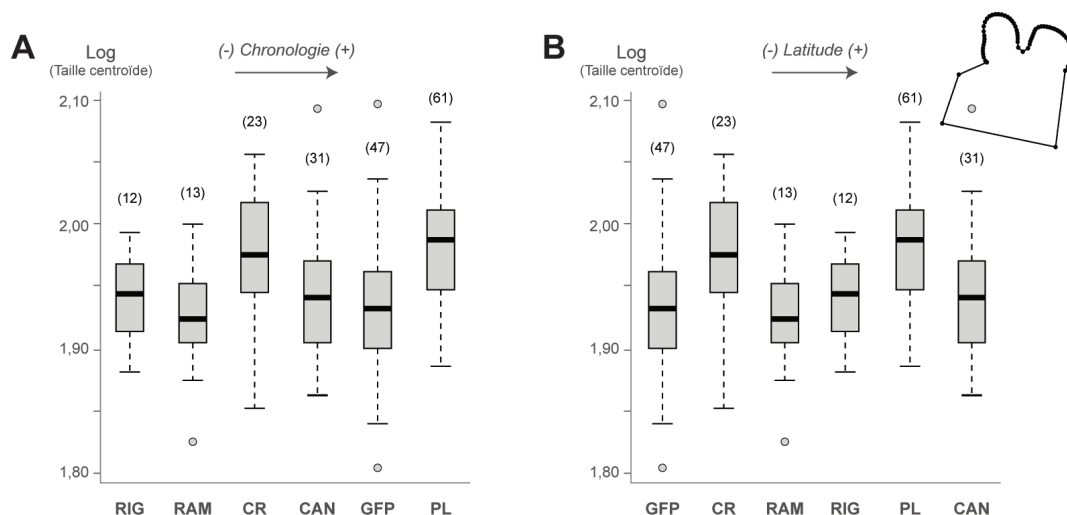 A
Log
(Taille centroïde)
(-) Chronologie (+)
2,10
2,00
1,90
1,80
(12)
(13)
(23)
(31)
(47)
(61)
RIG RAM CR CAN GFP PL
B
Log
(Taille centroïde)
(-) Latitude (+)
2,10
2,00
1,90
1,80
(47)
(23)
(13)
(12)
(61)
(31)
GFP CR RAM RIG PL CAN